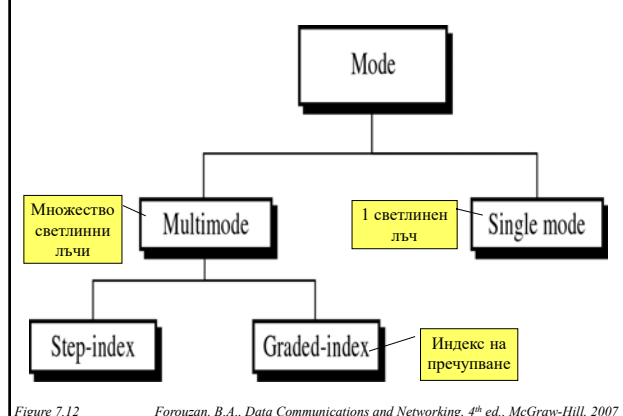 Mode
Множество
светлинни
лъчи
Multimode
1 светлинен
лъч
Single mode
Step-index
Graded-index
Индекс на
пречупване
Figure 7.12 Forouzan, B.A., Data Communications and Networking, 4th ed., McGraw-Hill, 2007